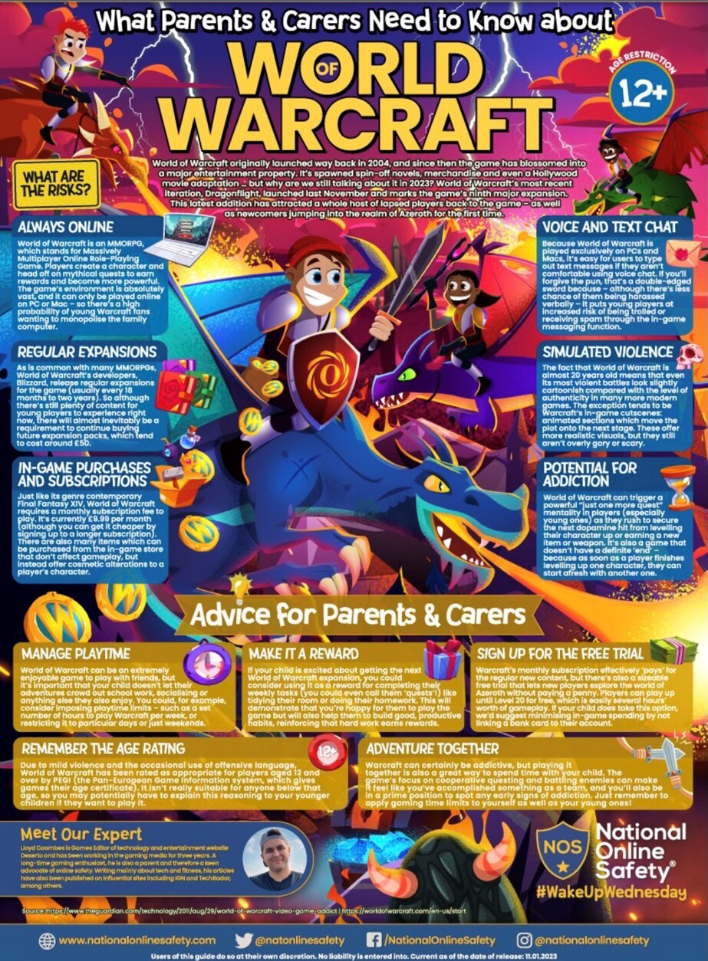 What Parents & Carers Need to Know about
WORLD
OF
WARCRAFT
AGE RESTRICTION
12+
World of Warcraft originally launched way back in 2004, and since then the game has blossomed into
a major entertainment property. It's spawned spin-off novels, merchandise and even a Hollywood
movie adaptation … but why are we still talking about it in 2023? World of Warcraft's most recent
iteration, Dragonflight, launched last November and marks the game's ninth major expansion.
This latest addition has attracted a whole host of lapsed players back to the game – as well
as newcomers jumping into the realm of Azeroth for the first time.
WHAT ARE
THE RISKS?
ALWAYS ONLINE
World of Warcraft is an MMORPG,
which stands for Massively
Multiplayer Online Role-Playing
Game. Players create a character and
head off on mythical quests to earn
rewards and become more powerful.
The game's environment is absolutely
vast, and it can only be played online
on PC or Mac – so there's a high
probability of young Warcraft fans
wanting to monopolise the family
computer.
REGULAR EXPANSIONS
As is common with many MMORPGs,
World of Warcraft's developers,
Blizzard, release regular expansions
for the game (usually every 18
months to two years). So although
there's still plenty of content for
young players to experience right
now, there will almost inevitably be a
requirement to continue buying
future expansion packs, which tend
to cost around £50.
IN-GAME PURCHASES
AND SUBSCRIPTIONS
Just like its genre contemporary
Final Fantasy XIV, World of Warcraft
requires a monthly subscription fee to
play. It's currently £9.99 per month
(although you can get it cheaper by
signing up to a longer subscription).
There are also many items which can
be purchased from the in-game store
that don't affect gameplay, but
instead offer cosmetic alterations to a
player's character.
VOICE AND TEXT CHAT
Because World of Warcraft is
played exclusively on PCs and
Macs, it's easy for users to type
out text messages if they aren't
comfortable using voice chat. If you'll
forgive the pun, that's a double-edged
sword because – although there's less
chance of them being harassed
verbally – it puts young players at
increased risk of being trolled or
receiving spam through the in-game
messaging function.
SIMULATED VIOLENCE
The fact that World of Warcraft is
almost 20 years old means that even
its most violent battles look slightly
cartoonish compared with the level of
authenticity in many more modern
games. The exception tends to be
Warcraft's in-game cutscenes:
animated sections which move the
plot onto the next stage. These offer
more realistic visuals, but they still
aren't overly gory or scary.
POTENTIAL FOR
ADDICTION
World of Warcraft can trigger a
powerful "just one more quest"
mentality in players (especially
young ones) as they rush to secure
the next dopamine hit from levelling
their character up or earning a new
item or weapon. It's also a game that
doesn't have a definite 'end' –
because as soon as a player finishes
levelling up one character, they can
start afresh with another one.
Advice for Parents & Carers
MANAGE PLAYTIME
World of Warcraft can be an extremely
enjoyable game to play with friends, but
it's important that your child doesn't let their
adventures crowd out school work, socialising or
anything else they also enjoy. You could, for example,
consider imposing playtime limits – such as a set
number of hours to play Warcraft per week, or
restricting it to particular days or just weekends.
MAKE IT A REWARD
If your child is excited about getting the next
World of Warcraft expansion, you could
consider using it as a reward for completing their
weekly tasks (you could even call them 'quests'!) like
tidying their room or doing their homework. This will
demonstrate that you're happy for them to play the
game but will also help them to build good, productive
habits, reinforcing that hard work earns rewards.
SIGN UP FOR THE FREE TRIAL
Warcraft's monthly subscription effectively 'pays' for
the regular new content, but there's also a sizeable
free trial that lets new players explore the world of
Azeroth without paying a penny. Players can play up
until Level 20 for free, which is easily several hours'
worth of gameplay. If your child does take this option,
we'd suggest minimising in-game spending by not
linking a bank card to their account.
REMEMBER THE AGE RATING
12+
Due to mild violence and the occasional use of offensive language,
World of Warcraft has been rated as appropriate for players aged 12 and
over by PEGI (the Pan-European Game Information system, which gives
games their age certificate). It isn't really suitable for anyone below that
age, so you may potentially have to explain this reasoning to your younger
children if they want to play it.
ADVENTURE TOGETHER
Warcraft can certainly be addictive, but playing it
together is also a great way to spend time with your child. The
game's focus on cooperative questing and battling enemies can make
it feel like you've accomplished something as a team, and you'll also be
in a prime position to spot any early signs of addiction. Just remember to
apply gaming time limits to yourself as well as your young ones!
Meet Our Expert
Lloyd Coombes is Games Editor of technology and entertainment website
Dexerto and has been working in the gaming media for three years. A
long-time gaming enthusiast, he is also a parent and therefore a keen
advocate of online safety. Writing mainly about tech and fitness, his articles
have also been published on influential sites including IGN and TechRadar,
among others.
NOS
National
Online
Safety®
#WakeUpWednesday
Source: https://www.theguardian.com/technology/2011/aug/29/world-of-warcraft-video-game-addict | https://worldofwarcraft.com/en-us/start
www.nationalonlinesafety.com
@natonlinesafety
/NationalOnlineSafety
@nationalonlinesafety
Users of this guide do so at their own discretion. No liability is entered into. Current as of the date of release: 11.01.2023